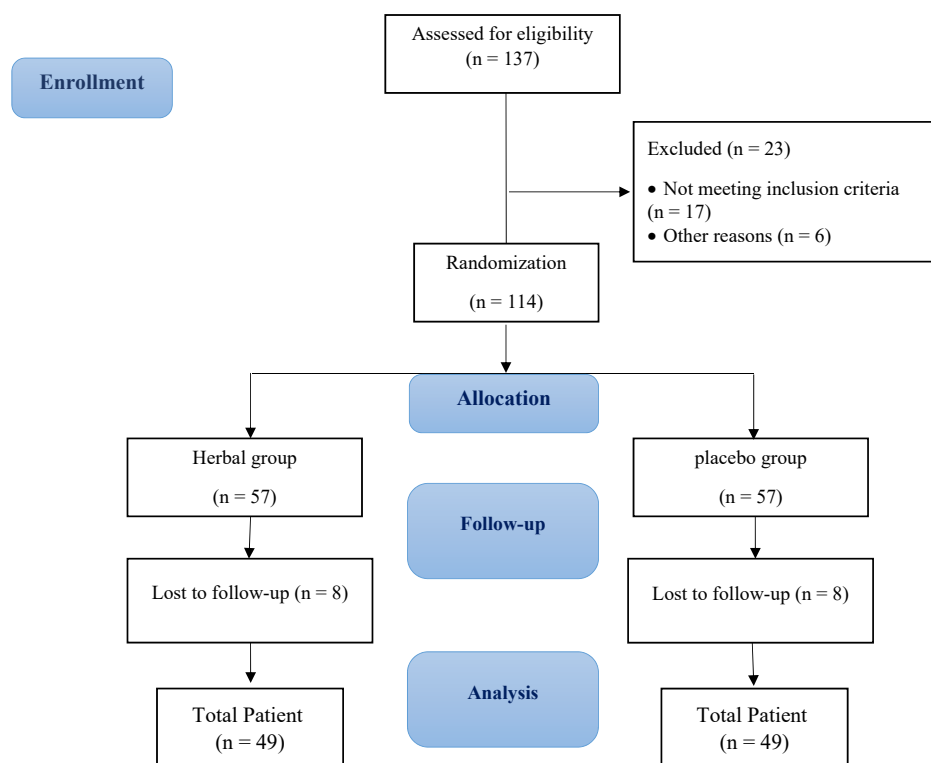 Assessed for eligibility
(n = 137)
Enrollment
Excluded (n = 23)
• Not meeting inclusion criteria
(n = 17)
• Other reasons (n = 6)
Randomization
(n = 114)
Allocation
Herbal group
(n = 57)
placebo group
(n = 57)
Follow-up
Lost to follow-up (n = 8)
Lost to follow-up (n = 8)
Analysis
Total Patient
(n = 49)
Total Patient
(n = 49)